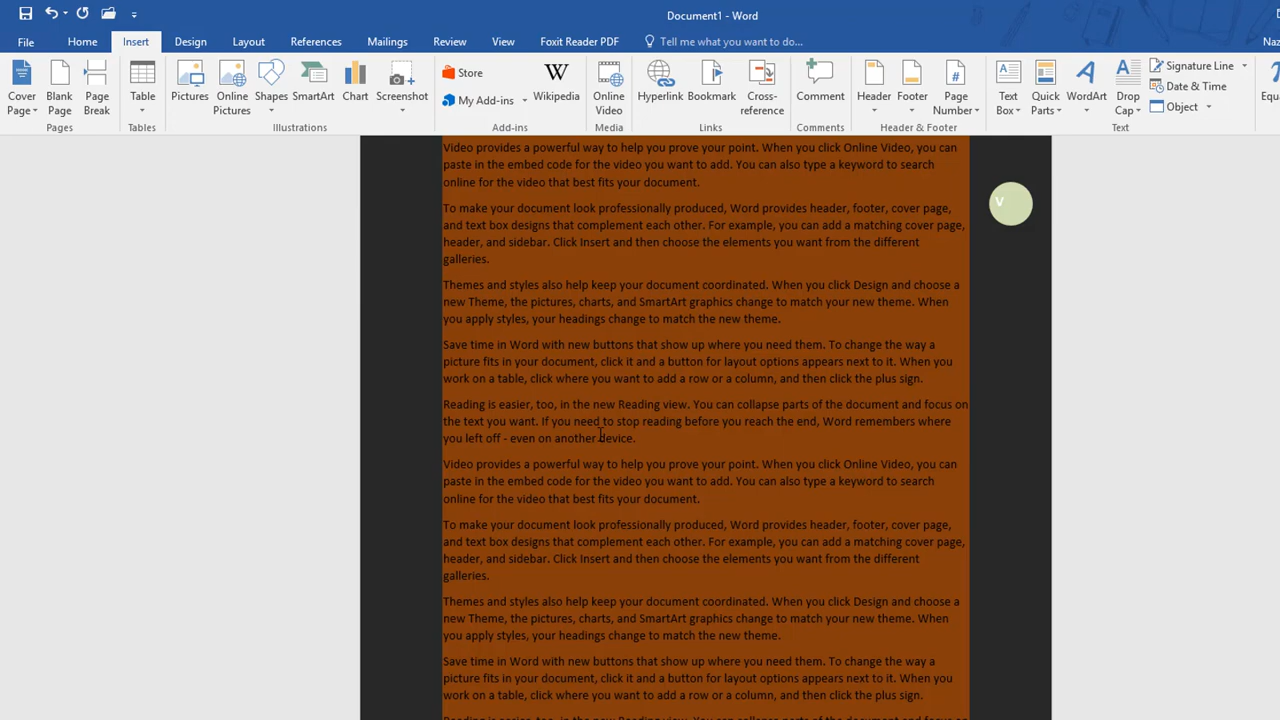 Document1 - Word
File Home Insert Design Layout References Mailings Review View Foxit Reader PDF Tell me what you want to do... Naz
Cover Page Blank Page Page Break Table Pictures Online Pictures Shapes SmartArt Chart Screenshot Store My Add-ins Wikipedia Online Video Hyperlink Bookmark Cross-reference Comment Header Footer Page Number Text Box Quick Parts WordArt Drop Cap Signature Line Date & Time Object Equa
Pages Tables Illustrations Add-ins Media Links Comments Header & Footer Text
Video provides a powerful way to help you prove your point. When you click Online Video, you can
paste in the embed code for the video you want to add. You can also type a keyword to search
online for the video that best fits your document.
V
To make your document look professionally produced, Word provides header, footer, cover page,
and text box designs that complement each other. For example, you can add a matching cover page,
header, and sidebar. Click Insert and then choose the elements you want from the different
galleries.
Themes and styles also help keep your document coordinated. When you click Design and choose a
new Theme, the pictures, charts, and SmartArt graphics change to match your new theme. When
you apply styles, your headings change to match the new theme.
Save time in Word with new buttons that show up where you need them. To change the way a
picture fits in your document, click it and a button for layout options appears next to it. When you
work on a table, click where you want to add a row or a column, and then click the plus sign.
Reading is easier, too, in the new Reading view. You can collapse parts of the document and focus on
the text you want. If you need to stop reading before you reach the end, Word remembers where
you left off - even on another device.
Video provides a powerful way to help you prove your point. When you click Online Video, you can
paste in the embed code for the video you want to add. You can also type a keyword to search
online for the video that best fits your document.
To make your document look professionally produced, Word provides header, footer, cover page,
and text box designs that complement each other. For example, you can add a matching cover page,
header, and sidebar. Click Insert and then choose the elements you want from the different
galleries.
Themes and styles also help keep your document coordinated. When you click Design and choose a
new Theme, the pictures, charts, and SmartArt graphics change to match your new theme. When
you apply styles, your headings change to match the new theme.
Save time in Word with new buttons that show up where you need them. To change the way a
picture fits in your document, click it and a button for layout options appears next to it. When you
work on a table, click where you want to add a row or a column, and then click the plus sign.
Reading is easier, too, in the new Reading view. You can collapse parts of the document and focus on